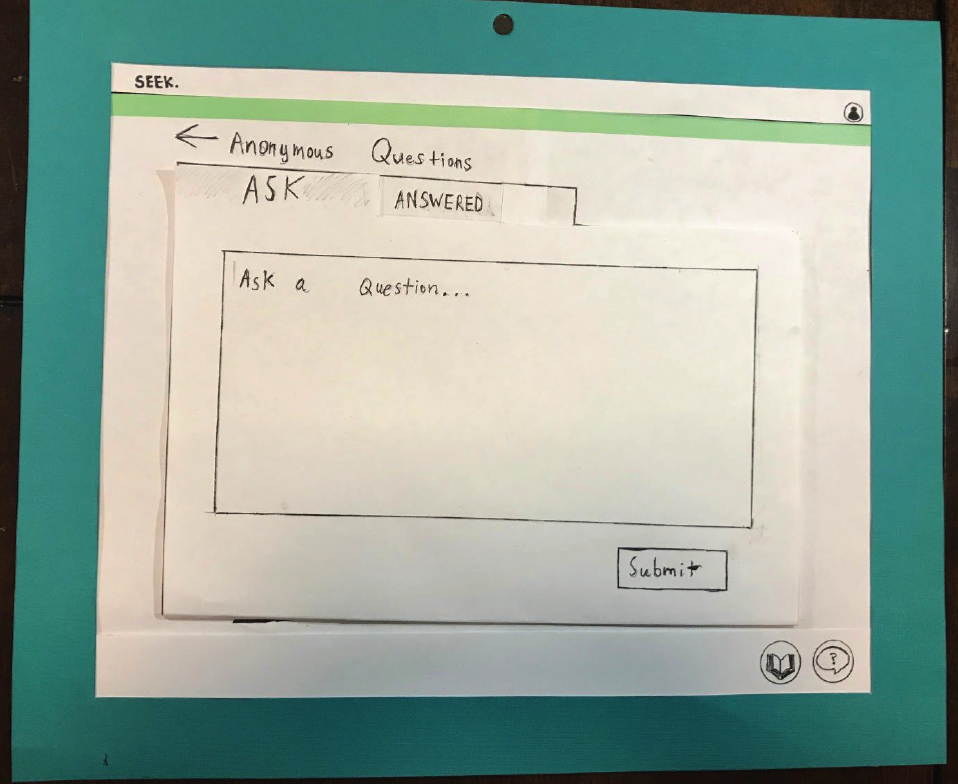 SEEK.
← Anonymous Questions
ASK ANSWERED
Ask a Question...
Submit
?